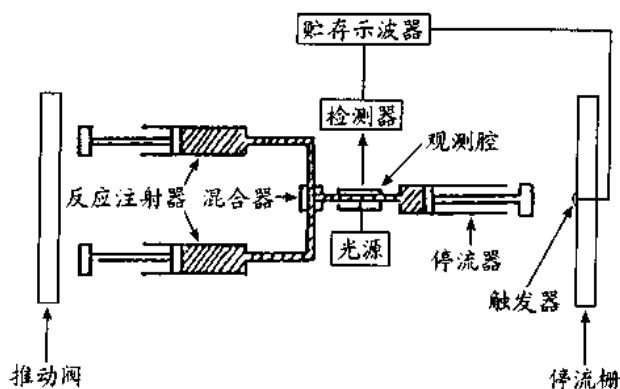 贮存示波器
检测器
观测腔
反应注射器
混合器
光源
停流器
触发器
推动阀
停流栅